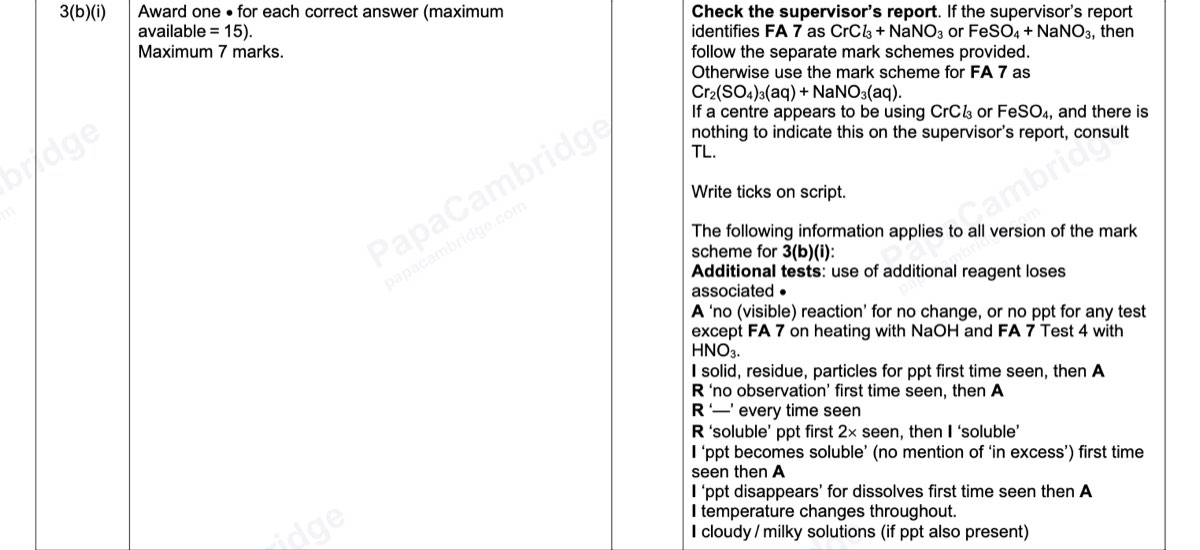 3(b)(i)
Award one • for each correct answer (maximum
available = 15).
Maximum 7 marks.
Check the supervisor's report. If the supervisor's report
identifies FA 7 as CrCl₃ + NaNO₃ or FeSO₄ + NaNO₃, then
follow the separate mark schemes provided.
Otherwise use the mark scheme for FA 7 as
Cr₂(SO₄)₃(aq) + NaNO₃(aq).
If a centre appears to be using CrCl₃ or FeSO₄, and there is
nothing to indicate this on the supervisor's report, consult
TL.
Write ticks on script.
The following information applies to all version of the mark
scheme for 3(b)(i):
Additional tests: use of additional reagent loses
associated •
A 'no (visible) reaction' for no change, or no ppt for any test
except FA 7 on heating with NaOH and FA 7 Test 4 with
HNO₃.
I solid, residue, particles for ppt first time seen, then A
R 'no observation' first time seen, then A
R '—' every time seen
R 'soluble' ppt first 2× seen, then I 'soluble'
I 'ppt becomes soluble' (no mention of 'in excess') first time
seen then A
I 'ppt disappears' for dissolves first time seen then A
I temperature changes throughout.
I cloudy / milky solutions (if ppt also present)
PapaCambridge
papacambridge.com
bridge
idge